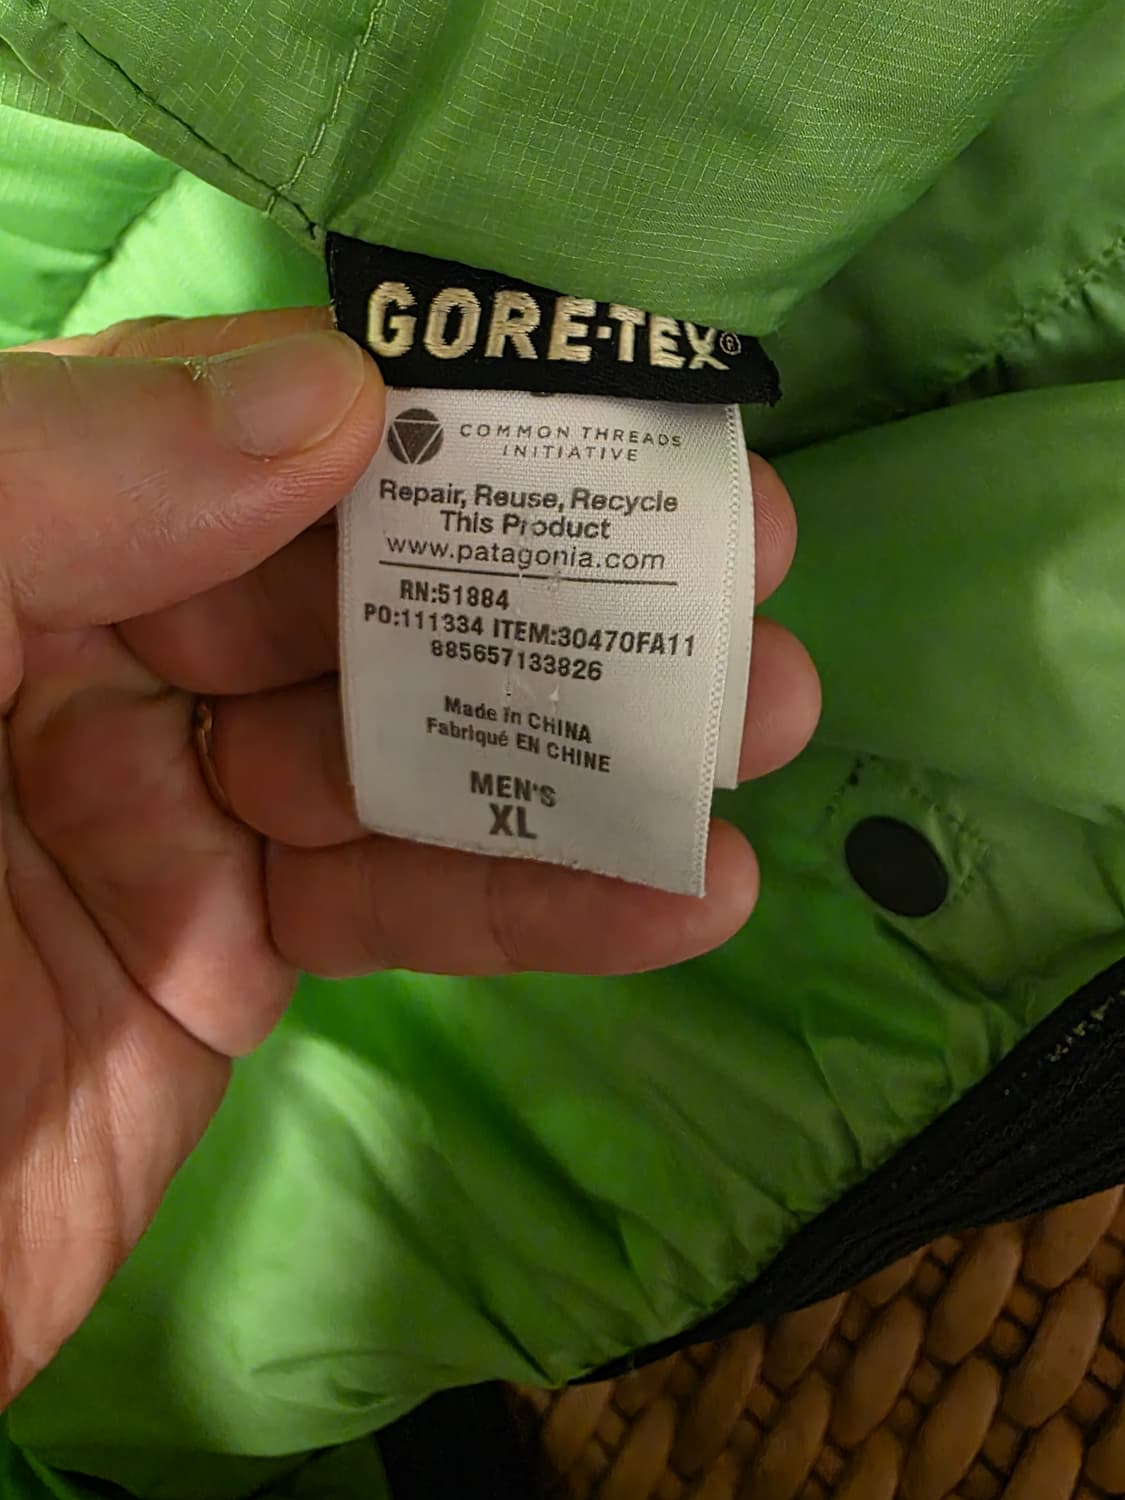 GORE-TEX®
COMMON THREADS
INITIATIVE
Repair, Reuse, Recycle
This Product
www.patagonia.com
RN:51884
PO:111334 ITEM:30470FA11
885657133826
Made in CHINA
Fabriqué EN CHINE
MEN'S
XL